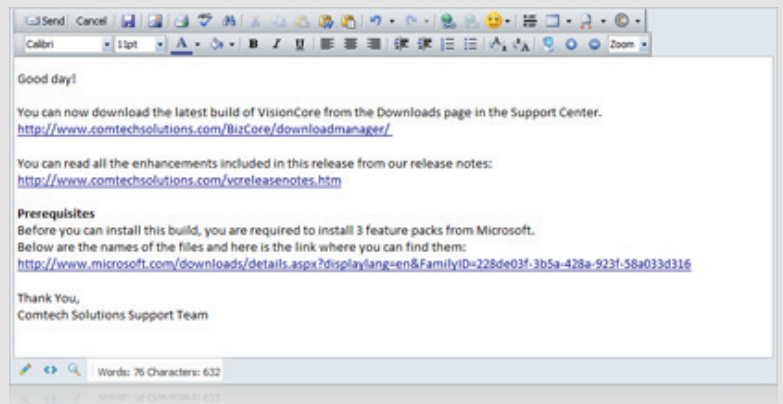 Send Cancel
Calibri 11pt A B I U Zoom
Good day!
You can now download the latest build of VisionCore from the Downloads page in the Support Center.
http://www.comtechsolutions.com/BizCore/downloadmanager/
You can read all the enhancements included in this release from our release notes:
http://www.comtechsolutions.com/vcreleasenotes.htm
Prerequisites
Before you can install this build, you are required to install 3 feature packs from Microsoft.
Below are the names of the files and here is the link where you can find them:
http://www.microsoft.com/downloads/details.aspx?displaylang=en&FamilyID=228de03f-3b5a-428a-923f-58a033d316
Thank You,
Comtech Solutions Support Team
Words: 76 Characters: 632